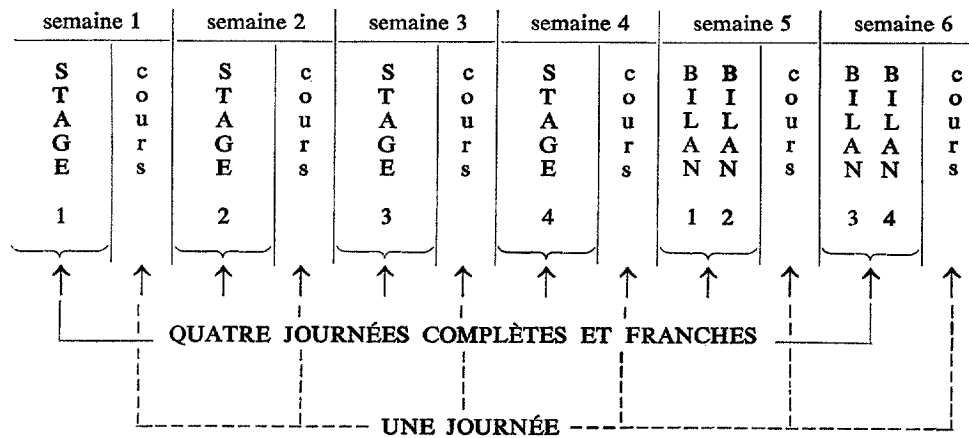 semaine 1 semaine 2 semaine 3 semaine 4 semaine 5 semaine 6
STAGE cours STAGE cours STAGE cours STAGE cours BILAN BILAN cours BILAN BILAN cours
1 2 3 4 1 2 3 4
QUATRE JOURNÉES COMPLÈTES ET FRANCHES
UNE JOURNÉE